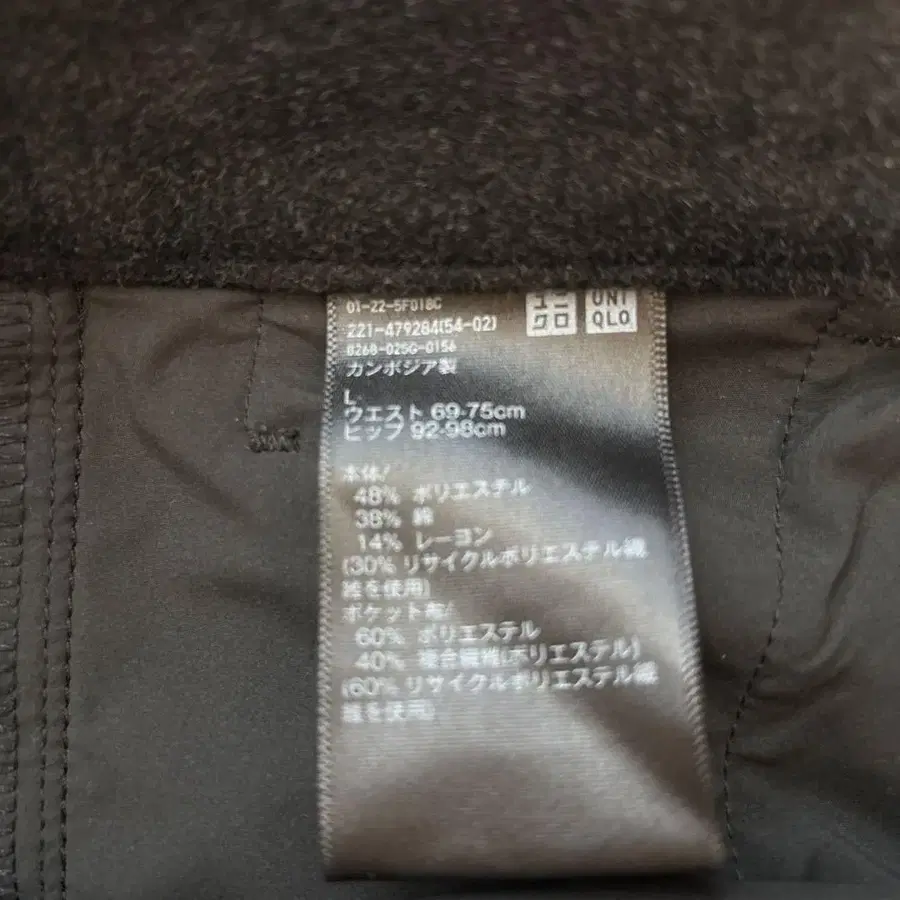 01-22-5F018G
ユニクロ
UNIQLO
221-479284(54-02)
0268-025G-0156
カンボジア製
L
ウエスト 69-75cm
ヒップ 92-98cm
本体/
48% ポリエステル
38% 綿
14% レーヨン
(30% リサイクルポリエステル繊
維を使用)
ポケット布/
60% ポリエステル
40% 複合繊維(ポリエステル)
(60% リサイクルポリエステル繊
維を使用)